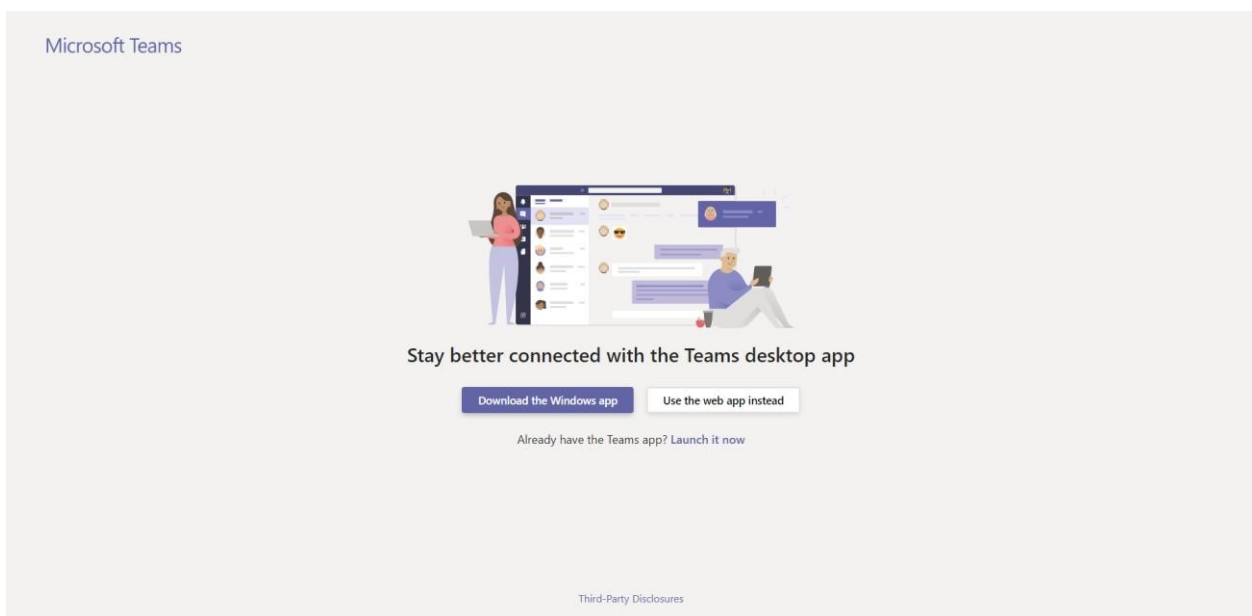 Microsoft Teams
Stay better connected with the Teams desktop app
Download the Windows app
Use the web app instead
Already have the Teams app? Launch it now
Third-Party Disclosures